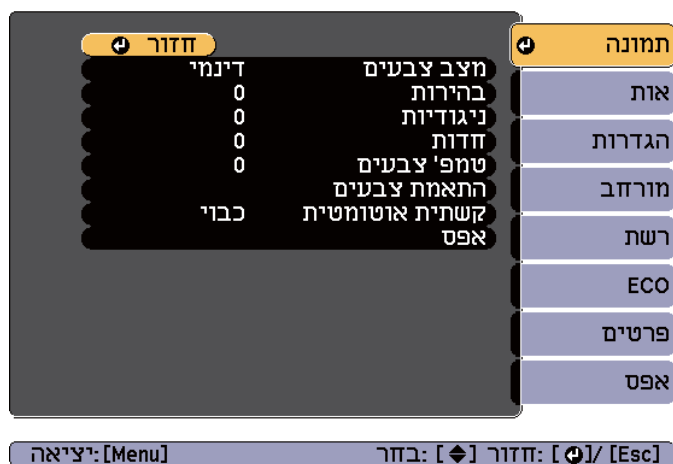 תמונה
אות
הגדרות
מורחב
רשת
ECO
פרטים
אפס
חזור
מצב צבעים דינמי
בהירות 0
ניגודיות 0
חדות 0
טמפ' צבעים 0
התאמת צבעים
קשתית אוטומטית כבוי
אפס
[Esc] /[ ] :חזור [ ] :בחר [Menu] :יציאה